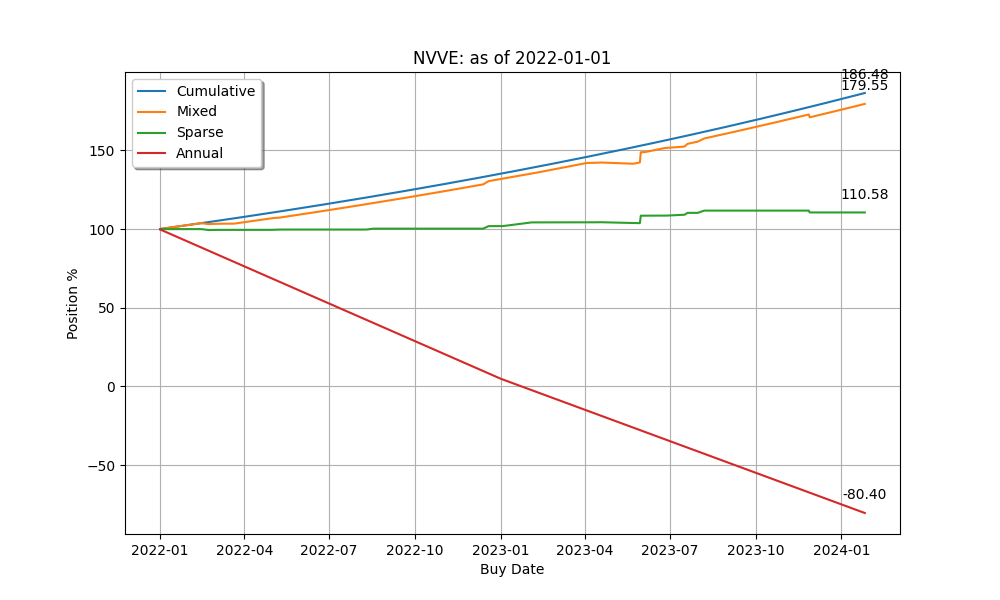 NVVE: as of 2022-01-01
186.48
179.55
Cumulative
Mixed
Sparse
Annual
150
110.58
100
Position %
50
0
−50
-80.40
2022-01 2022-04 2022-07 2022-10 2023-01 2023-04 2023-07 2023-10 2024-01
Buy Date